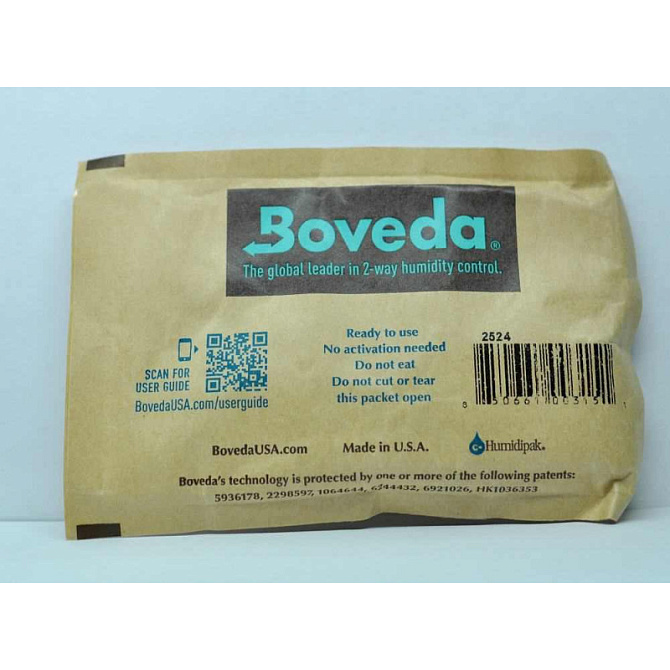 Boveda®
The global leader in 2-way humidity control.
SCAN FOR
USER GUIDE
BovedaUSA.com/userguide
Ready to use
No activation needed
Do not eat
Do not cut or tear
this packet open
2524
BovedaUSA.com
Made in U.S.A.
Humidipak®
Boveda's technology is protected by one or more of the following patents:
5936178, 2298597, 1064644, 6244432, 6921026, HK1036353